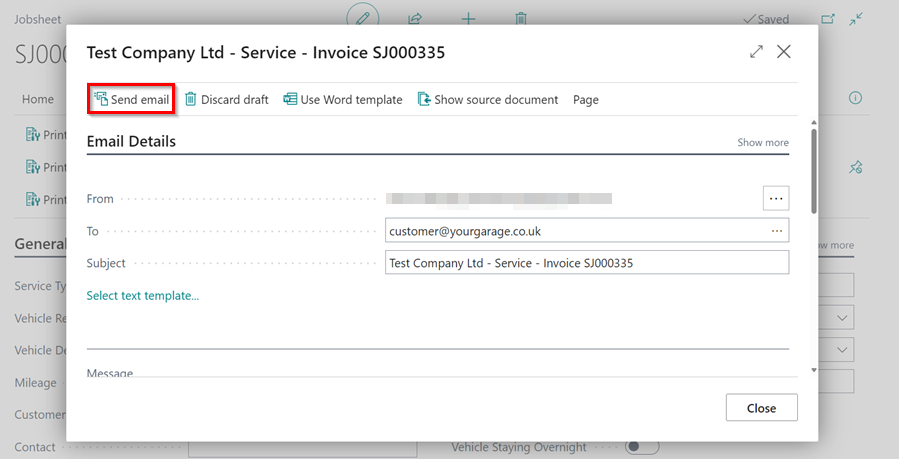 Jobsheet
Saved
SJ000
Test Company Ltd - Service - Invoice SJ000335
Home
Send email
Discard draft
Use Word template
Show source document
Page
Print
Email Details
Show more
Print
From
Print
To
customer@yourgarage.co.uk
General
Subject
Test Company Ltd - Service - Invoice SJ000335
ow more
Service Ty
Select text template...
Vehicle Re
Vehicle De
Message
Mileage
Customer
Close
Contact
Vehicle Staying Overnight